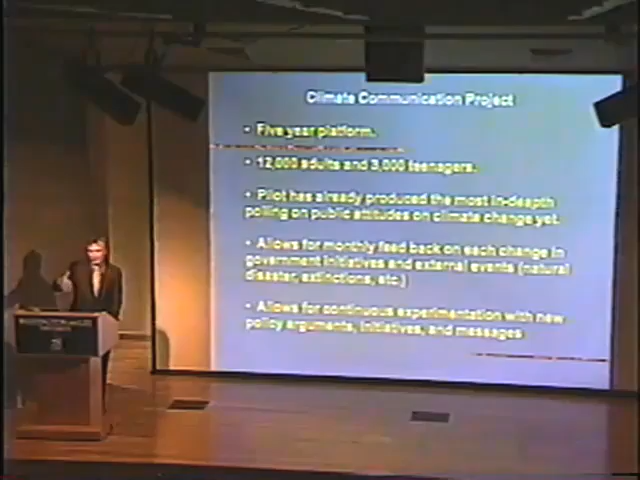 Climate Communication Project
• Five year platform.
• 12,000 adults and 3,000 teenagers.
• Pilot has already produced the most in-deapth
polling on public attitudes on climate change yet.
• Allows for monthly feed back on each change in
government initiatives and external events (natural
disaster, extinctions, etc.)
• Allows for continuous experimentation with new
policy arguments, initiatives, and messages